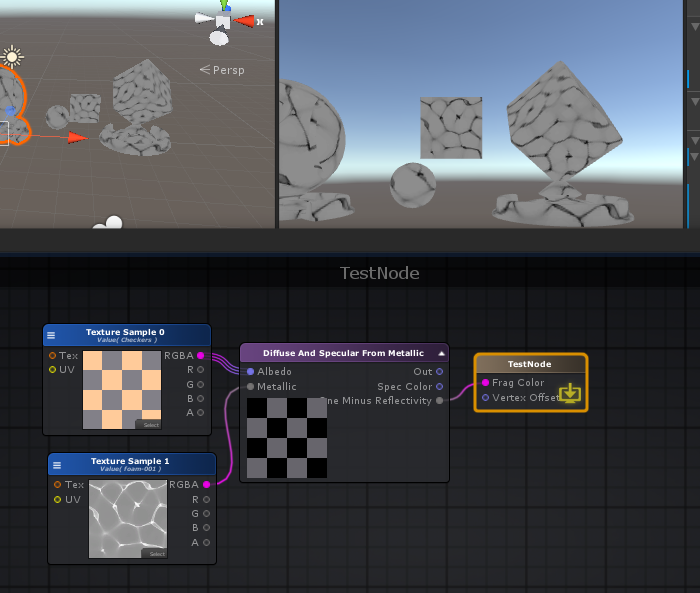 x
Persp
TestNode
Texture Sample 0
Value( Checkers )
Tex
RGBA
UV
R
G
B
A
Select
Diffuse And Specular From Metallic
Albedo
Out
Metallic
Spec Color
One Minus Reflectivity
TestNode
Frag Color
Vertex Offset
Texture Sample 1
Value( foam-001 )
Tex
RGBA
UV
R
G
B
A
Select